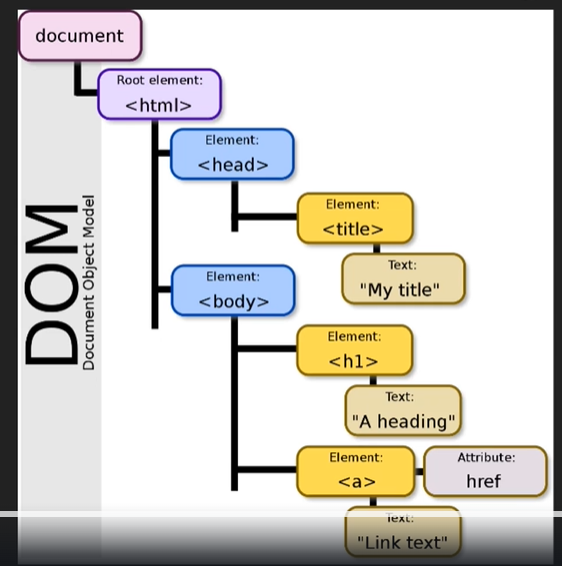 document
Root element:
<html>
Element:
<head>
Element:
<title>
Text:
"My title"
Element:
<body>
Element:
<h1>
Text:
"A heading"
Element:
<a>
Attribute:
href
Text:
"Link text"
DOM
Document Object Model